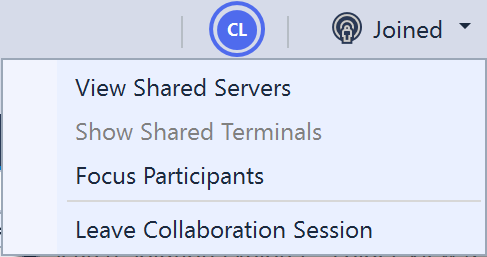 CL
Joined
View Shared Servers
Show Shared Terminals
Focus Participants
Leave Collaboration Session